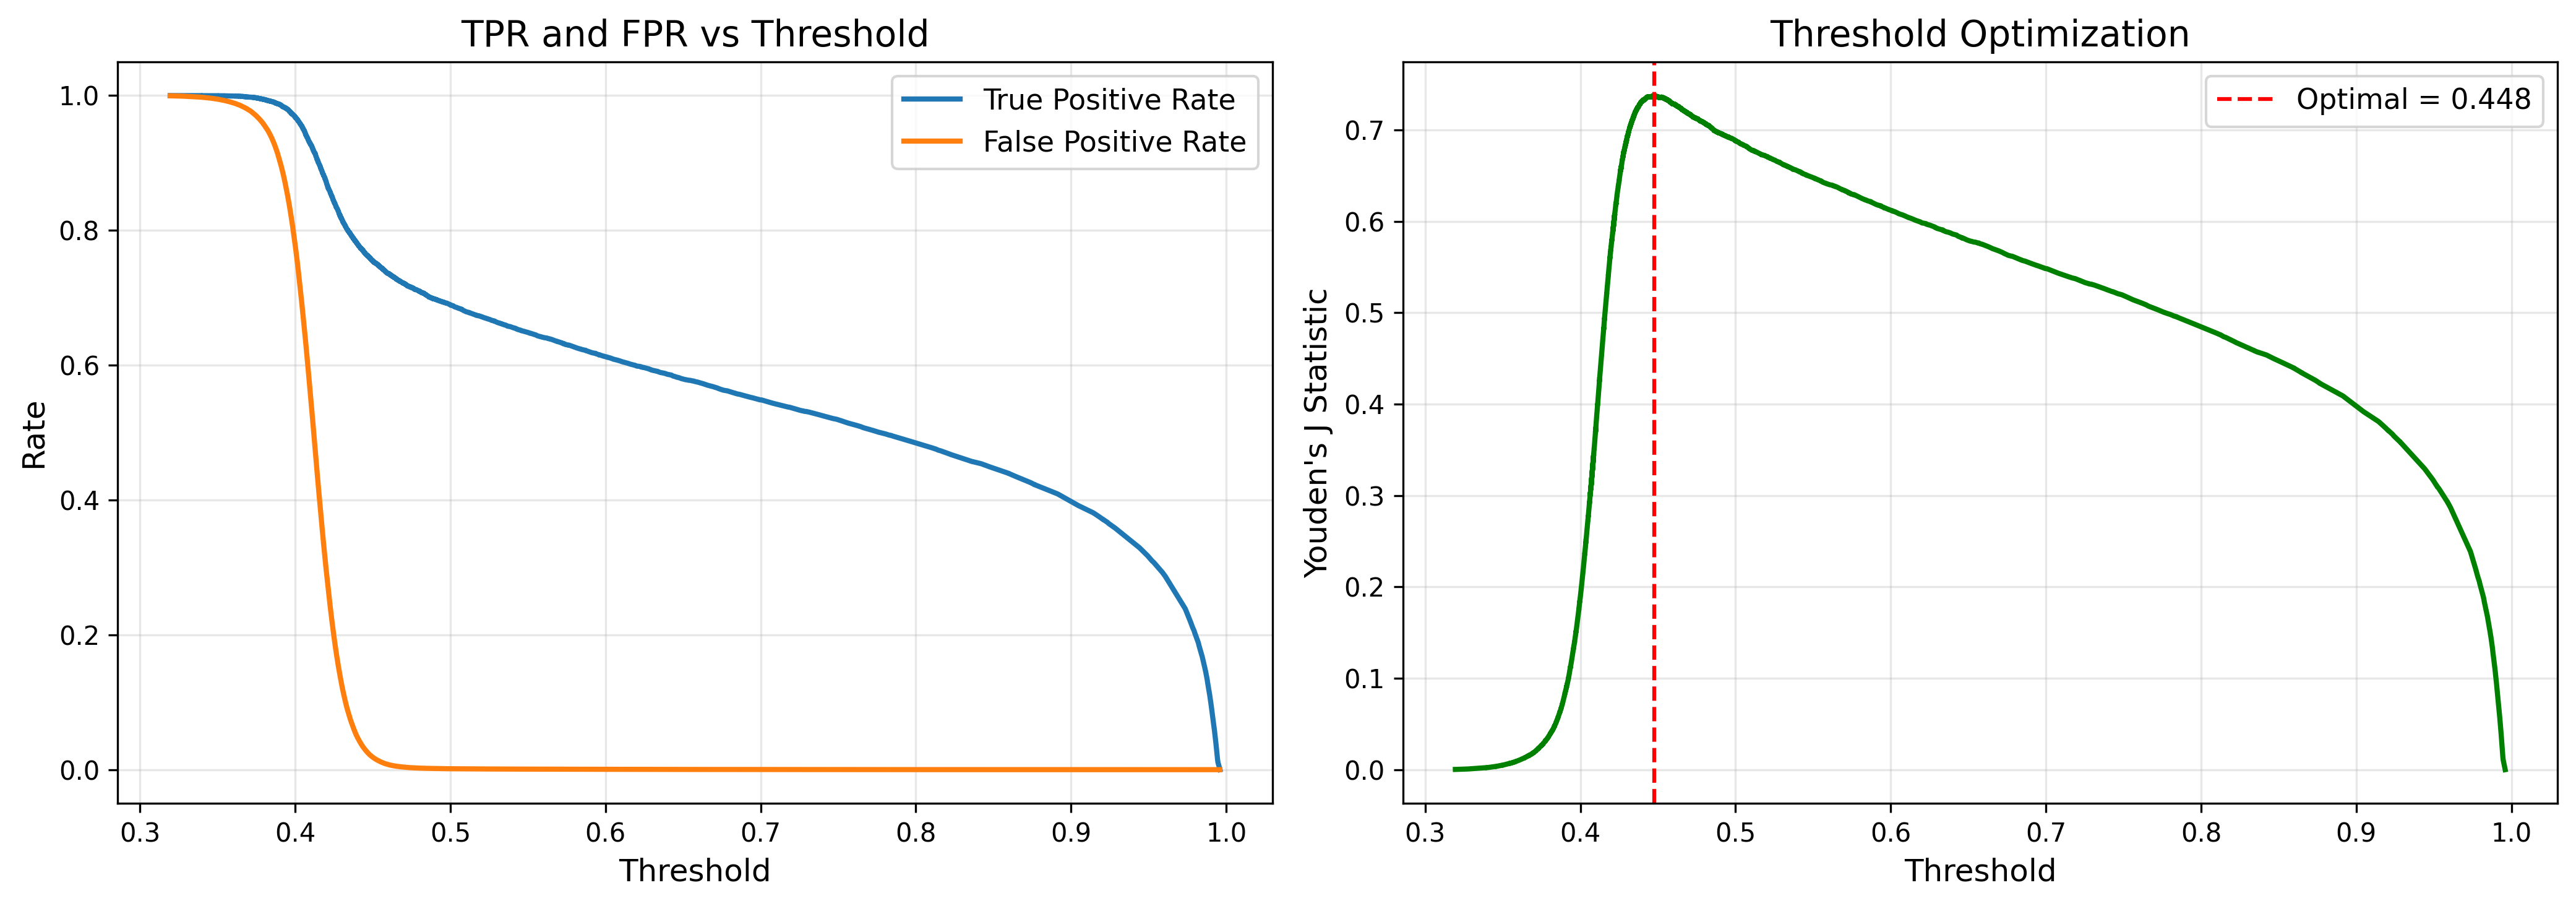 TPR and FPR vs Threshold
True Positive Rate
False Positive Rate
Rate
1.0
0.8
0.6
0.4
0.2
0.0
0.3 0.4 0.5 0.6 0.7 0.8 0.9 1.0
Threshold
Threshold Optimization
Optimal = 0.448
Youden's J Statistic
0.7
0.6
0.5
0.4
0.3
0.2
0.1
0.0
0.3 0.4 0.5 0.6 0.7 0.8 0.9 1.0
Threshold